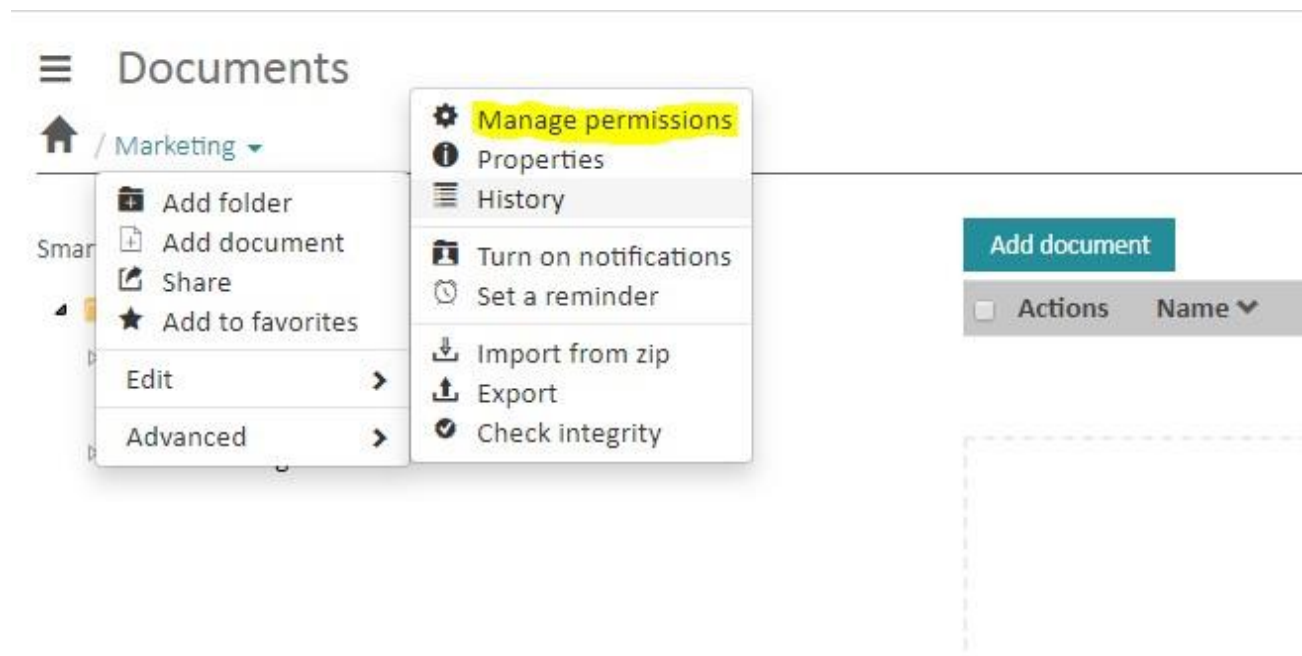 Documents
/ Marketing
Add folder
Add document
Share
Add to favorites
Edit
Advanced
Manage permissions
Properties
History
Turn on notifications
Set a reminder
Import from zip
Export
Check integrity
Smar
Add document
Actions Name